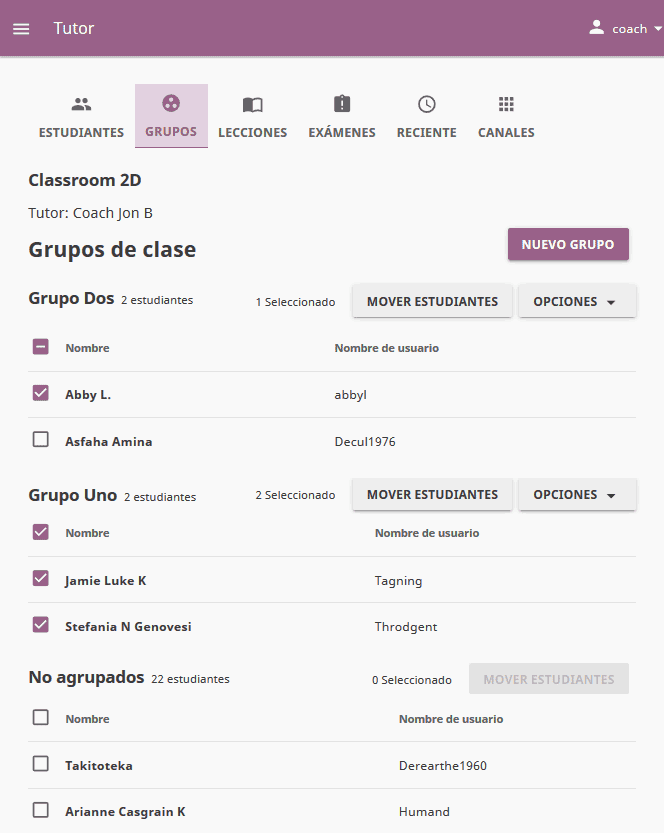 Tutor
coach
ESTUDIANTES GRUPOS LECCIONES EXÁMENES RECIENTE CANALES
Classroom 2D
Tutor: Coach Jon B
Grupos de clase NUEVO GRUPO
Grupo Dos 2 estudiantes 1 Seleccionado MOVER ESTUDIANTES OPCIONES
Nombre Nombre de usuario
Abby L. abbyl
Asfaha Amina Decul1976
Grupo Uno 2 estudiantes 2 Seleccionado MOVER ESTUDIANTES OPCIONES
Nombre Nombre de usuario
Jamie Luke K Tagning
Stefania N Genovesi Throdgent
No agrupados 22 estudiantes 0 Seleccionado MOVER ESTUDIANTES
Nombre Nombre de usuario
Takitoteka Derearthe1960
Arianne Casgrain K Humand